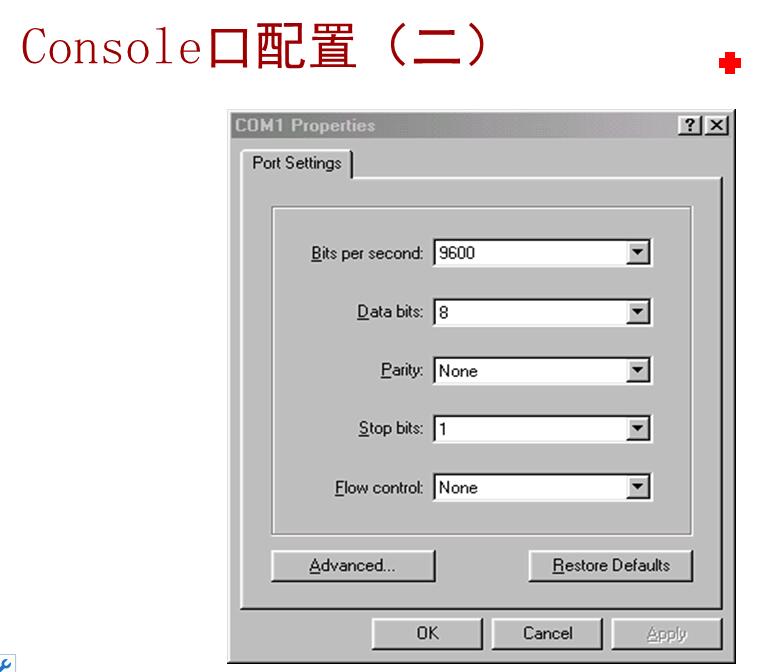 Console口配置（二）
COM1 Properties
Port Settings
Bits per second: 9600
Data bits: 8
Parity: None
Stop bits: 1
Flow control: None
Advanced... Restore Defaults
OK Cancel Apply